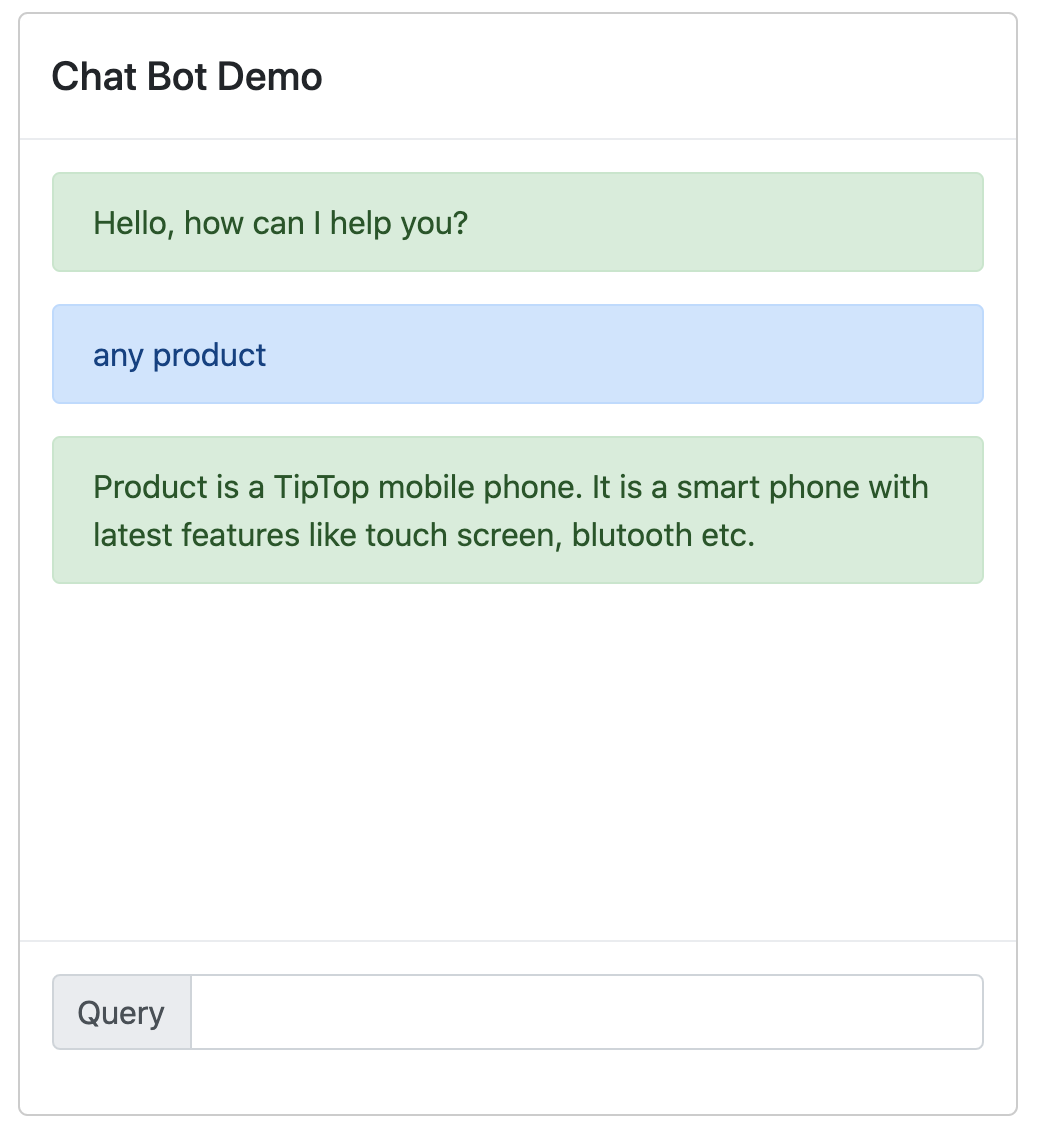 Chat Bot Demo
Hello, how can I help you?
any product
Product is a TipTop mobile phone. It is a smart phone with
latest features like touch screen, blutooth etc.
Query